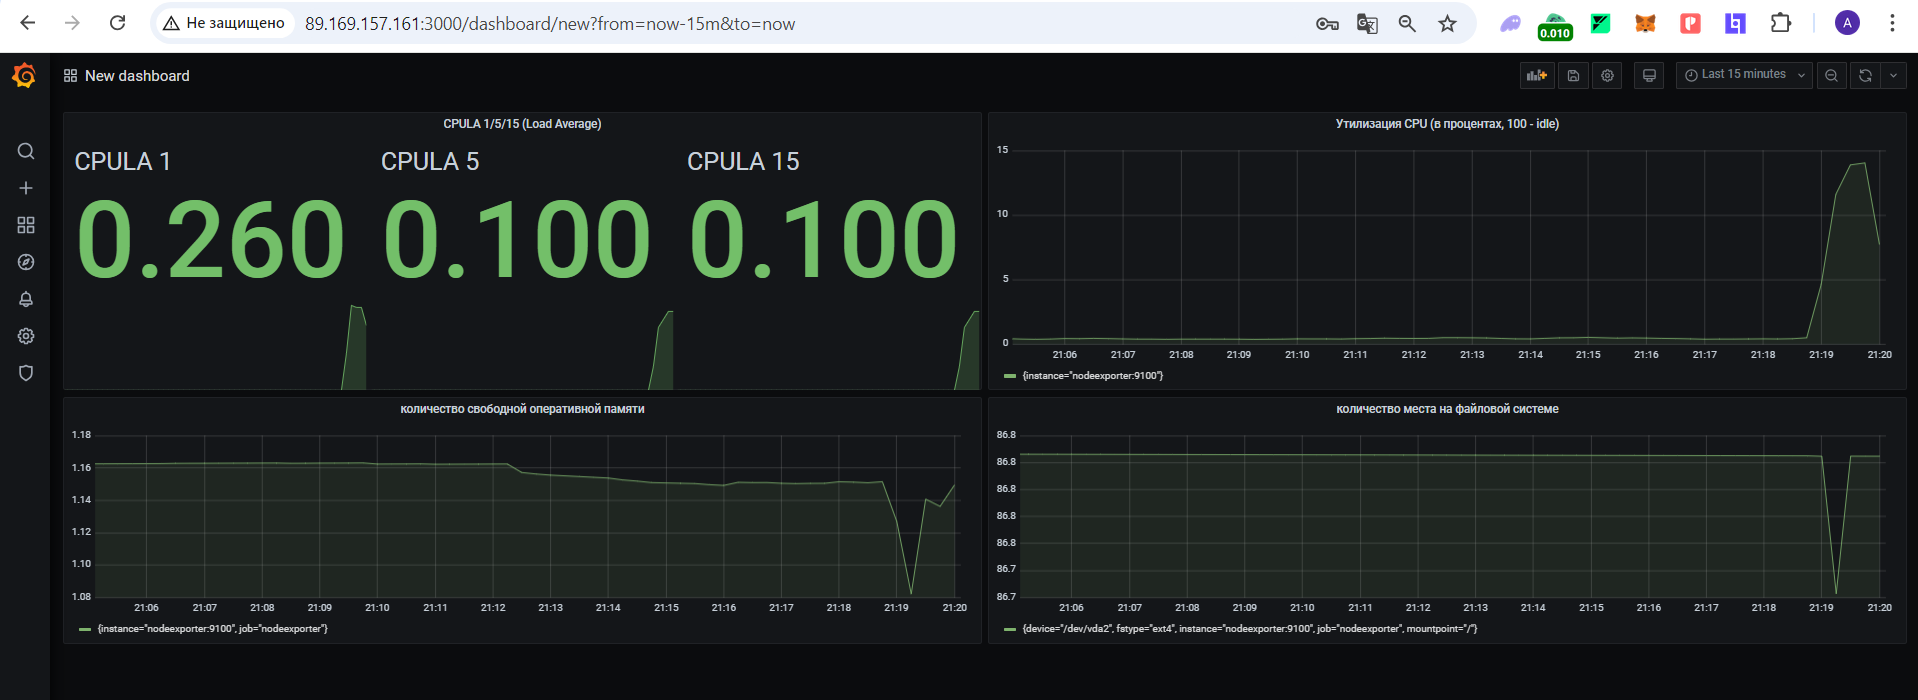 Не защищено
89.169.157.161:3000/dashboard/new?from=now-15m&to=now
0.010
A
New dashboard
Last 15 minutes
CPULA 1/5/15 (Load Average)
CPULA 1
CPULA 5
CPULA 15
0.260
0.100
0.100
Утилизация CPU (в процентах, 100 - idle)
15
10
5
0
21:06 21:07 21:08 21:09 21:10 21:11 21:12 21:13 21:14 21:15 21:16 21:17 21:18 21:19 21:20
{instance="nodeexporter:9100"}
количество свободной оперативной памяти
1.18
1.16
1.14
1.12
1.10
1.08
21:06 21:07 21:08 21:09 21:10 21:11 21:12 21:13 21:14 21:15 21:16 21:17 21:18 21:19 21:20
{instance="nodeexporter:9100", job="nodeexporter"}
количество места на файловой системе
86.8
86.8
86.8
86.8
86.8
86.7
86.7
21:06 21:07 21:08 21:09 21:10 21:11 21:12 21:13 21:14 21:15 21:16 21:17 21:18 21:19 21:20
{device="/dev/vda2", fstype="ext4", instance="nodeexporter:9100", job="nodeexporter", mountpoint="/"}